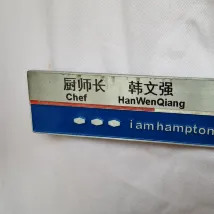 厨师长 韩文强
Chef HanWenQiang
iamhampton